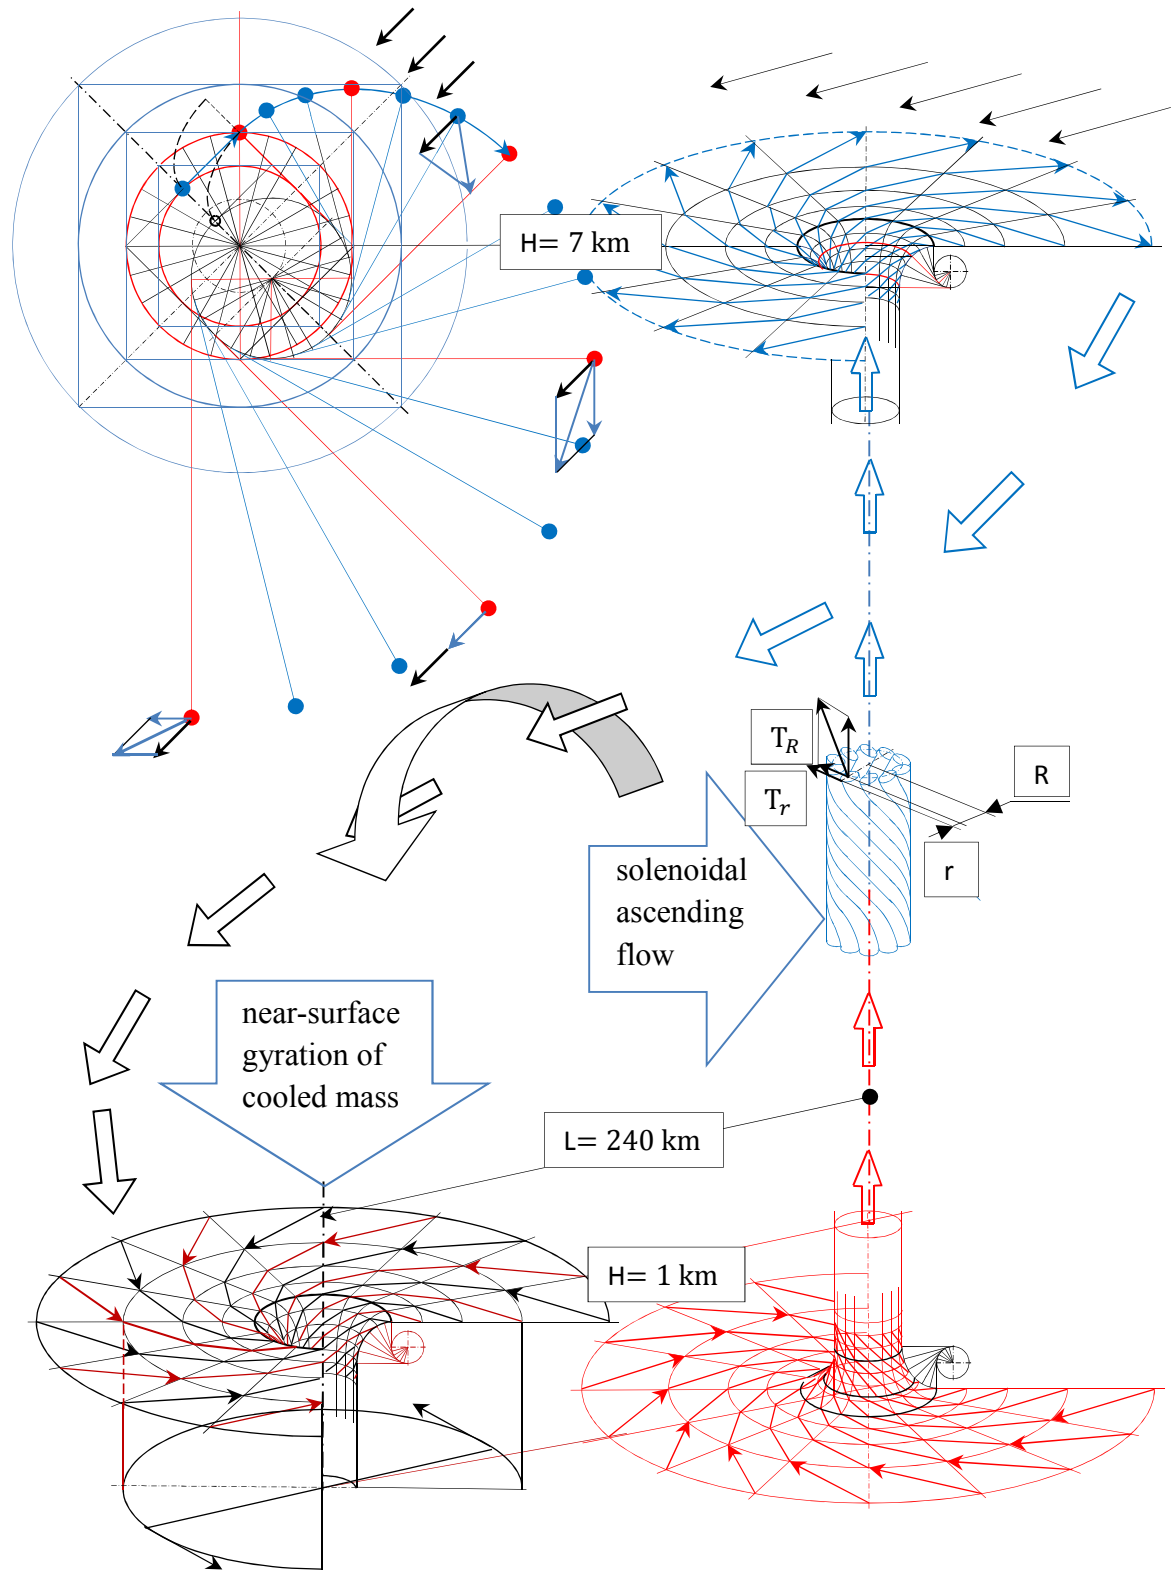 H= 7 km
T_R
R
T_r
r
solenoidal
ascending
flow
near-surface
gyration of
cooled mass
L= 240 km
H= 1 km